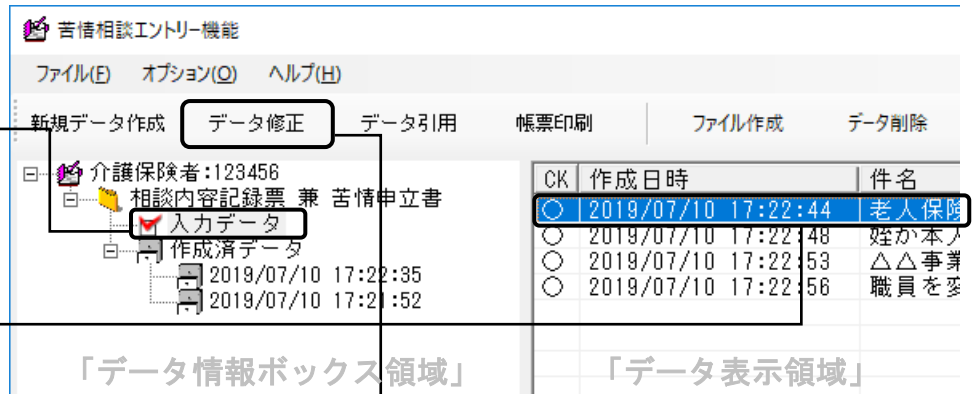 苦情相談エントリー機能
ファイル(F) オプション(O) ヘルプ(H)
新規データ作成 データ修正 データ引用 帳票印刷 ファイル作成 データ削除
介護保険者:123456
相談内容記録票 兼 苦情申立書
入力データ
作成済データ
2019/07/10 17:22:35
2019/07/10 17:21:52
「データ情報ボックス領域」
CK 作成日時 件名
○ 2019/07/10 17:22:44 老人保険
○ 2019/07/10 17:22:48 姪が本人
○ 2019/07/10 17:22:53 △△事業
○ 2019/07/10 17:22:56 職員を変
「データ表示領域」